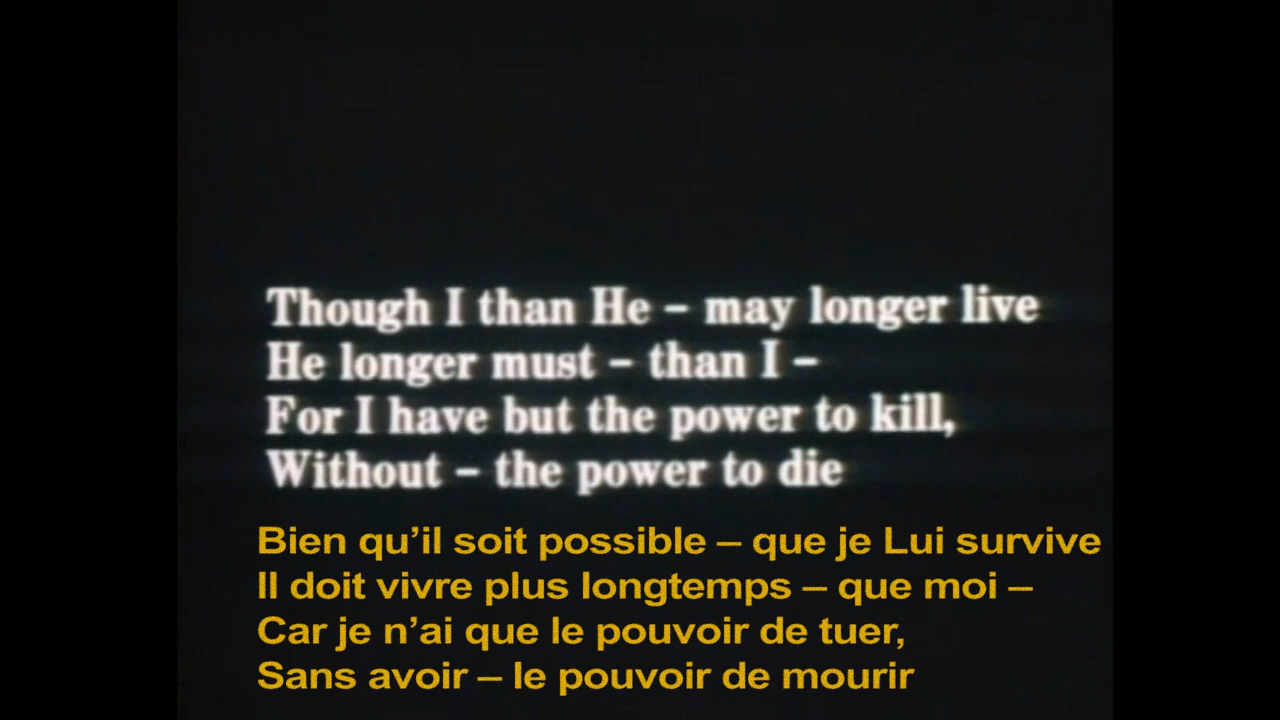 Though I than He – may longer live
He longer must – than I –
For I have but the power to kill,
Without – the power to die
Bien qu’il soit possible – que je Lui survive
Il doit vivre plus longtemps – que moi –
Car je n’ai que le pouvoir de tuer,
Sans avoir – le pouvoir de mourir